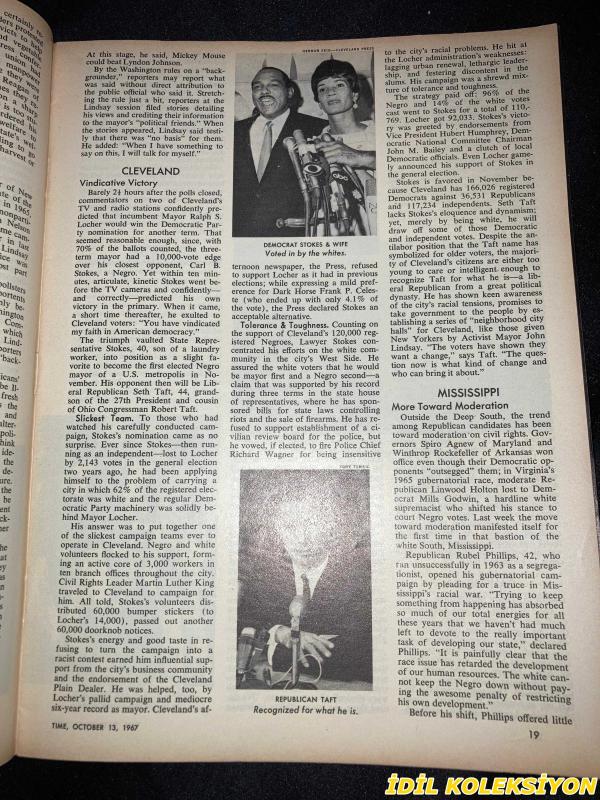 At this stage, he said, Mickey Mouse
could beat Lyndon Johnson.
By the Washington rules on a "back-
grounder," reporters may report what
was said without direct attribution to
the public official who said it. Stretch-
ing the rule just a bit, reporters at the
Lindsay session filed stories detailing
his views and crediting their information
to the mayor's "political friends." When
the stories appeared, Lindsay said testi-
ly that there was "no basis" for them.
He added: "When I have something to
say on this, I will talk for myself."
CLEVELAND
Vindicative Victory
Barely 2½ hours after the polls closed,
commentators on two of Cleveland's
TV and radio stations confidently pre-
dicted that incumbent Mayor Ralph S.
Locher would win the Democratic Par-
ty nomination for another term. That
seemed reasonable enough, since, with
70% of the ballots counted, the three-
term mayor had a 10,000-vote edge
over his closest opponent, Carl B.
Stokes, a Negro. Yet within ten min-
utes, articulate, kinetic Stokes went be-
fore the TV cameras and confidently—
and correctly—predicted his own
victory in the primary. When it came,
a short time thereafter, he exulted to
Cleveland voters: "You have vindicated
my faith in American democracy."
The triumph vaulted State Repre-
sentative Stokes, 40, son of a laundry
worker, into position as a slight fa-
vorite to become the first elected Negro
mayor of a U.S. metropolis in No-
vember. His opponent then will be Lib-
eral Republican Seth Taft, 44, grand-
son of the 27th President and cousin
of Ohio Congressman Robert Taft.
Slickest Team. To those who had
watched his carefully conducted cam-
paign, Stokes's nomination came as no
surprise. Ever since Stokes—then run-
ning as an independent—lost to Locher
by 2,143 votes in the general election
two years ago, he had been applying
himself to the problem of carrying a
city in which 62% of the registered elec-
torate was white and the regular Dem-
ocratic Party machinery was solidly be-
hind Mayor Locher.
His answer was to put together one
of the slickest campaign teams ever to
operate in Cleveland. Negro and white
volunteers flocked to his support, form-
ing an active core of 3,000 workers in
ten branch offices throughout the city.
Civil Rights Leader Martin Luther King
traveled to Cleveland to campaign for
him. All told, Stokes's volunteers dis-
tributed 60,000 bumper stickers (to
Locher's 14,000), passed out another
60,000 doorknob notices.
Stokes's energy and good taste in re-
fusing to turn the campaign into a
racist contest earned him influential sup-
port from the city's business community
and the endorsement of the Cleveland
Plain Dealer. He was helped, too, by
Locher's pallid campaign and mediocre
six-year record as mayor. Cleveland's af-
HERMAN SEID—CLEVELAND PRESS
DEMOCRAT STOKES & WIFE
Voted in by the whites.
ternoon newspaper, the Press, refused
to support Locher as it had in previous
elections; while expressing a mild pref-
erence for Dark Horse Frank P. Celes-
te (who ended up with only 4.1% of
the vote), the Press declared Stokes an
acceptable alternative.
Tolerance & Toughness. Counting on
the support of Cleveland's 120,000 reg-
istered Negroes, Lawyer Stokes con-
centrated his efforts on the white com-
munity in the city's West Side. He
assured the white voters that he would
be mayor first and a Negro second—a
claim that was supported by his record
during three terms in the state house
of representatives, where he has spon-
sored bills for state laws controlling
riots and the sale of firearms. He has re-
fused to support establishment of a ci-
vilian review board for the police, but
he vowed, if elected, to fire Police Chief
Richard Wagner for being insensitive
TONY TOMSIC
REPUBLICAN TAFT
Recognized for what he is.
to the city's racial problems. He hit at
the Locher administration's weaknesses:
lagging urban renewal, lethargic leader-
ship, and festering discontent in the
slums. His campaign was a shrewd mix-
ture of tolerance and toughness.
The strategy paid off: 96% of the
Negro and 14% of the white votes
cast went to Stokes for a total of 110,-
769. Locher got 92,033. Stokes's victo-
ry was greeted by endorsements from
Vice President Hubert Humphrey, Dem-
ocratic National Committee Chairman
John M. Bailey and a clutch of local
Democratic officials. Even Locher game-
ly announced his support of Stokes in
the general election.
Stokes is favored in November be-
cause Cleveland has 166,026 registered
Democrats against 36,531 Republicans
and 117,234 independents. Seth Taft
lacks Stokes's eloquence and dynamism;
yet, merely by being white, he will
draw off some of those Democratic
and independent votes. Despite the an-
tilabor position that the Taft name has
symbolized for older voters, the majori-
ty of Cleveland's citizens are either too
young to care or intelligent enough to
recognize Taft for what he is—a lib-
eral Republican from a great political
dynasty. He has shown keen awareness
of the city's racial tensions, promises to
take government to the people by es-
tablishing a series of "neighborhood city
halls" for Cleveland, like those given
New Yorkers by Activist Mayor John
Lindsay. "The voters have shown they
want a change," says Taft. "The ques-
tion now is what kind of change and
who can bring it about."
MISSISSIPPI
More Toward Moderation
Outside the Deep South, the trend
among Republican candidates has been
toward moderation on civil rights. Gov-
ernors Spiro Agnew of Maryland and
Winthrop Rockefeller of Arkansas won
office even though their Democratic op-
ponents "outsegged" them; in Virginia's
1965 gubernatorial race, moderate Re-
publican Linwood Holton lost to Dem-
ocrat Mills Godwin, a hardline white
supremacist who shifted his stance to
court Negro votes. Last week the move
toward moderation manifested itself for
the first time in that bastion of the
white South, Mississippi.
Republican Rubel Phillips, 42, who
ran unsuccessfully in 1963 as a segrega-
tionist, opened his gubernatorial cam-
paign by pleading for a truce in Mis-
sissippi's racial war. "Trying to keep
something from happening has absorbed
so much of our total energies for all
these years that we haven't had much
left to devote to the really important
task of developing our state," declared
Phillips. "It is painfully clear that the
race issue has retarded the development
of our human resources. The white can-
not keep the Negro down without pay-
ing the awesome penalty of restricting
his own development."
Before his shift, Phillips offered little
TIME, OCTOBER 13, 1967
19
İDİL KOLEKSİYON